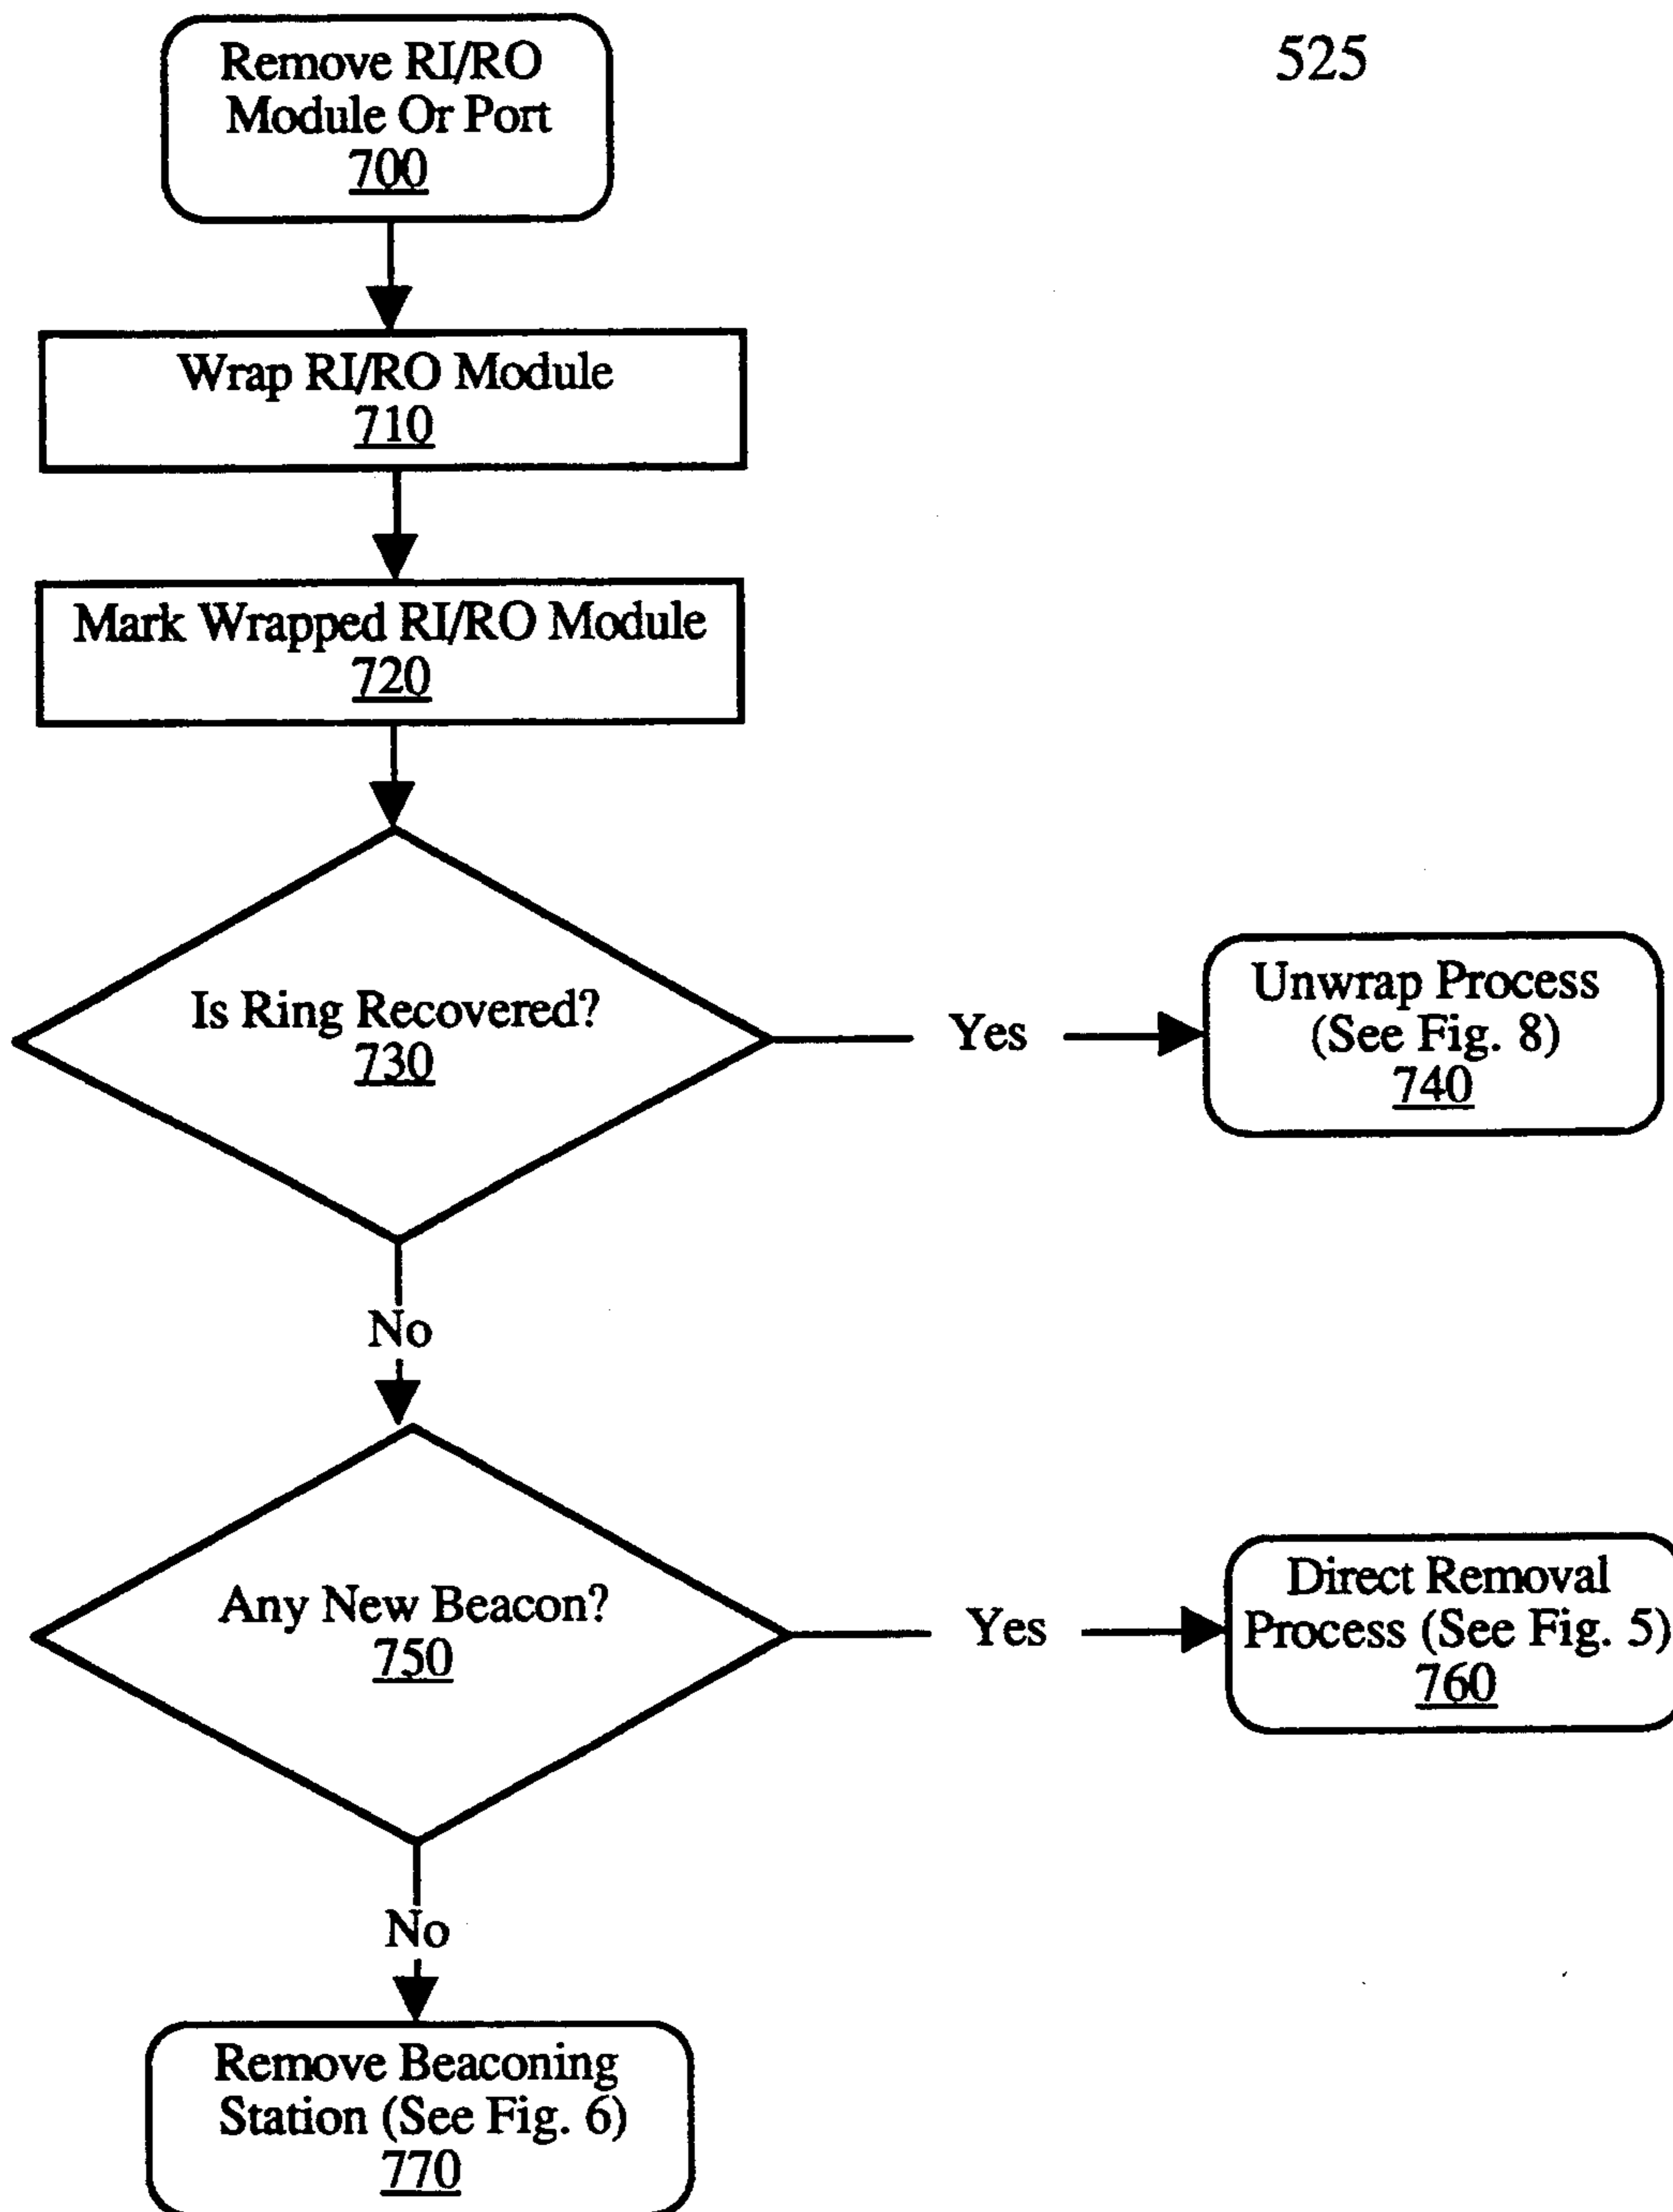 525
Remove RI/RO
Module Or Port
700
Wrap RI/RO Module
710
Mark Wrapped RI/RO Module
720
Is Ring Recovered?
730
Yes
Unwrap Process
(See Fig. 8)
740
No
Any New Beacon?
750
Yes
Direct Removal
Process (See Fig. 5)
760
No
Remove Beaconing
Station (See Fig. 6)
770